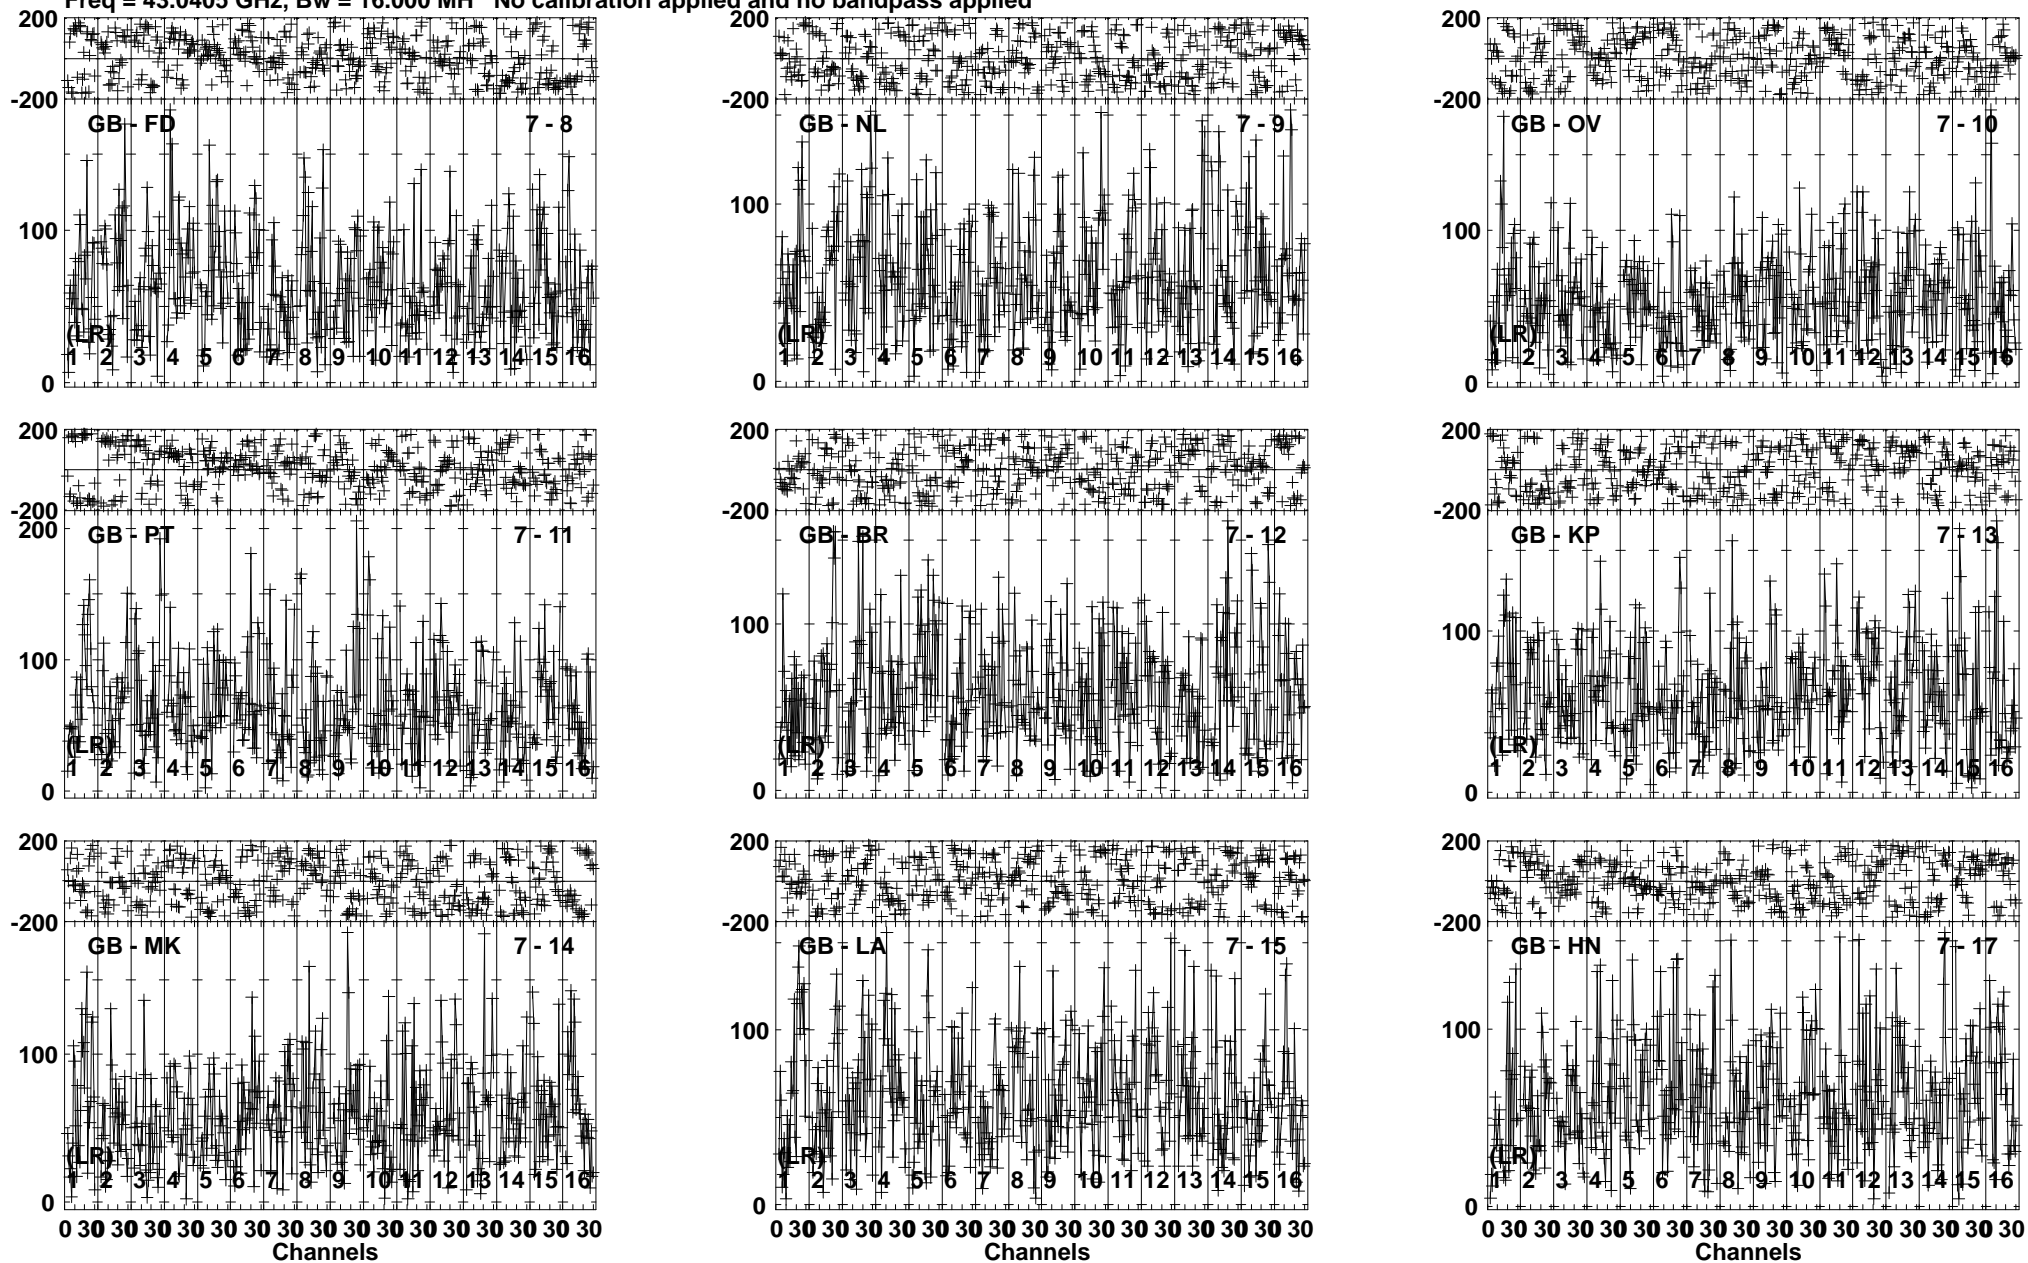 Freq = 43.0405 GHz, Bw = 16.000 MH No calibration applied and no bandpass applied
200
-200
GB - FD 7 - 8
100
(LR)
1 2 3 4 5 6 7 8 9 10 11 12 13 14 15 16
0
200
-200
GB - NL 7 - 9
100
(LR)
1 2 3 4 5 6 7 8 9 10 11 12 13 14 15 16
0
200
-200
GB - OV 7 - 10
100
(LR)
1 2 3 4 5 6 7 8 9 10 11 12 13 14 15 16
0
200
-200
200
GB - PT 7 - 11
100
(LR)
1 2 3 4 5 6 7 8 9 10 11 12 13 14 15 16
0
200
-200
GB - BR 7 - 12
100
(LR)
1 2 3 4 5 6 7 8 9 10 11 12 13 14 15 16
0
200
-200
GB - KP 7 - 13
100
(LR)
1 2 3 4 5 6 7 8 9 10 11 12 13 14 15 16
0
200
-200
GB - MK 7 - 14
100
(LR)
1 2 3 4 5 6 7 8 9 10 11 12 13 14 15 16
0
0 30 30 30 30 30 30 30 30 30 30 30 30 30 30 30 30
Channels
200
-200
GB - LA 7 - 15
100
(LR)
1 2 3 4 5 6 7 8 9 10 11 12 13 14 15 16
0
0 30 30 30 30 30 30 30 30 30 30 30 30 30 30 30 30
Channels
200
-200
GB - HN 7 - 17
100
(LR)
1 2 3 4 5 6 7 8 9 10 11 12 13 14 15 16
0
0 30 30 30 30 30 30 30 30 30 30 30 30 30 30 30 30
Channels